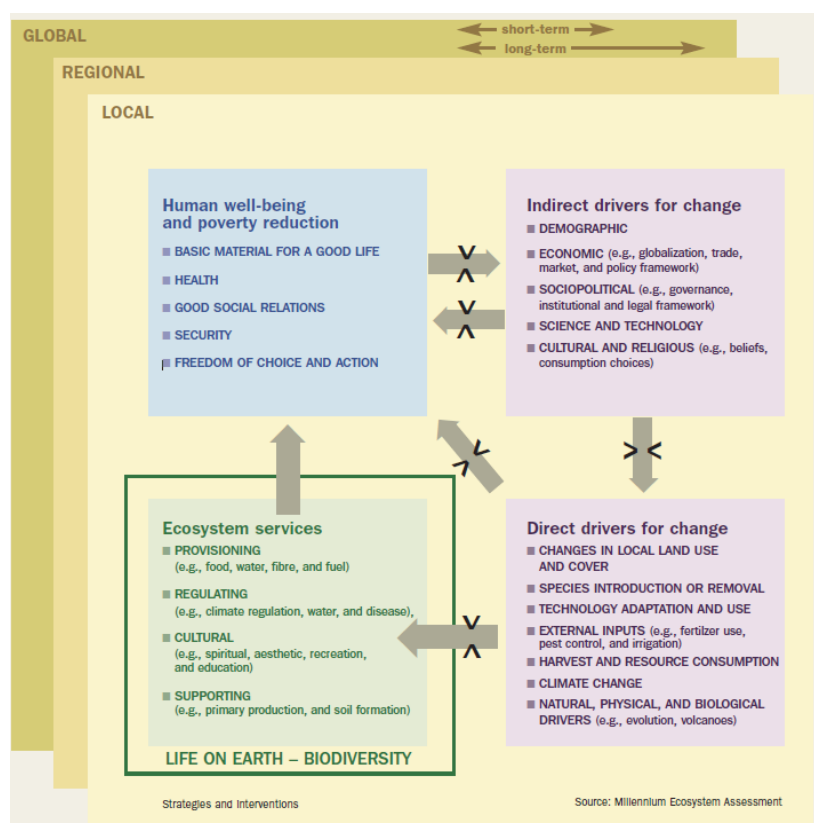 GLOBAL
short-term
long-term
REGIONAL
LOCAL
Human well-being
and poverty reduction
BASIC MATERIAL FOR A GOOD LIFE
HEALTH
GOOD SOCIAL RELATIONS
SECURITY
FREEDOM OF CHOICE AND ACTION
Indirect drivers for change
DEMOGRAPHIC
ECONOMIC (e.g., globalization, trade,
market, and policy framework)
SOCIOPOLITICAL (e.g., governance,
institutional and legal framework)
SCIENCE AND TECHNOLOGY
CULTURAL AND RELIGIOUS (e.g., beliefs,
consumption choices)
Ecosystem services
PROVISIONING
(e.g., food, water, fibre, and fuel)
REGULATING
(e.g., climate regulation, water, and disease),
CULTURAL
(e.g., spiritual, aesthetic, recreation,
and education)
SUPPORTING
(e.g., primary production, and soil formation)
LIFE ON EARTH – BIODIVERSITY
Direct drivers for change
CHANGES IN LOCAL LAND USE
AND COVER
SPECIES INTRODUCTION OR REMOVAL
TECHNOLOGY ADAPTATION AND USE
EXTERNAL INPUTS (e.g., fertilzer use,
pest control, and irrigation)
HARVEST AND RESOURCE CONSUMPTION
CLIMATE CHANGE
NATURAL, PHYSICAL, AND BIOLOGICAL
DRIVERS (e.g., evolution, volcanoes)
Strategies and Interventions
Source: Millennium Ecosystem Assessment